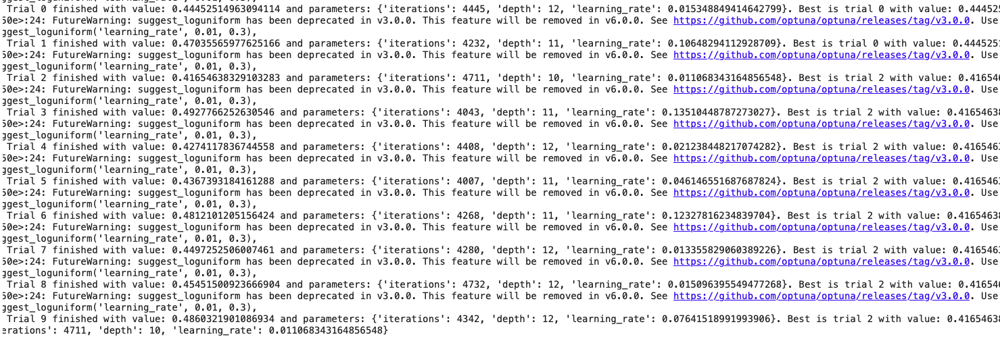 ggest_loguniform('learning_rate', 0.01, 0.3),
Trial 0 finished with value: 0.44452514963094114 and parameters: {'iterations': 4445, 'depth': 12, 'learning_rate': 0.015348849414642799}. Best is trial 0 with value: 0.444525
50e>:24: FutureWarning: suggest_loguniform has been deprecated in v3.0.0. This feature will be removed in v6.0.0. See https://github.com/optuna/optuna/releases/tag/v3.0.0. Use
ggest_loguniform('learning_rate', 0.01, 0.3),
Trial 1 finished with value: 0.47035565977625166 and parameters: {'iterations': 4232, 'depth': 11, 'learning_rate': 0.10648294112928709}. Best is trial 0 with value: 0.444525
50e>:24: FutureWarning: suggest_loguniform has been deprecated in v3.0.0. This feature will be removed in v6.0.0. See https://github.com/optuna/optuna/releases/tag/v3.0.0. Use
ggest_loguniform('learning_rate', 0.01, 0.3),
Trial 2 finished with value: 0.41654638329103283 and parameters: {'iterations': 4711, 'depth': 10, 'learning_rate': 0.011068343164856548}. Best is trial 2 with value: 0.416546
50e>:24: FutureWarning: suggest_loguniform has been deprecated in v3.0.0. This feature will be removed in v6.0.0. See https://github.com/optuna/optuna/releases/tag/v3.0.0. Use
ggest_loguniform('learning_rate', 0.01, 0.3),
Trial 3 finished with value: 0.4927766252630546 and parameters: {'iterations': 4043, 'depth': 11, 'learning_rate': 0.13510448787273027}. Best is trial 2 with value: 0.4165463
50e>:24: FutureWarning: suggest_loguniform has been deprecated in v3.0.0. This feature will be removed in v6.0.0. See https://github.com/optuna/optuna/releases/tag/v3.0.0. Use
ggest_loguniform('learning_rate', 0.01, 0.3),
Trial 4 finished with value: 0.4274117836744558 and parameters: {'iterations': 4408, 'depth': 12, 'learning_rate': 0.021238448217074282}. Best is trial 2 with value: 0.416546
50e>:24: FutureWarning: suggest_loguniform has been deprecated in v3.0.0. This feature will be removed in v6.0.0. See https://github.com/optuna/optuna/releases/tag/v3.0.0. Use
ggest_loguniform('learning_rate', 0.01, 0.3),
Trial 5 finished with value: 0.4367393184161288 and parameters: {'iterations': 4007, 'depth': 11, 'learning_rate': 0.046146551687687824}. Best is trial 2 with value: 0.416546
50e>:24: FutureWarning: suggest_loguniform has been deprecated in v3.0.0. This feature will be removed in v6.0.0. See https://github.com/optuna/optuna/releases/tag/v3.0.0. Use
ggest_loguniform('learning_rate', 0.01, 0.3),
Trial 6 finished with value: 0.4812101205156424 and parameters: {'iterations': 4268, 'depth': 11, 'learning_rate': 0.12327816234839704}. Best is trial 2 with value: 0.4165463
50e>:24: FutureWarning: suggest_loguniform has been deprecated in v3.0.0. This feature will be removed in v6.0.0. See https://github.com/optuna/optuna/releases/tag/v3.0.0. Use
ggest_loguniform('learning_rate', 0.01, 0.3),
Trial 7 finished with value: 0.4497252506007461 and parameters: {'iterations': 4280, 'depth': 12, 'learning_rate': 0.013355829060389226}. Best is trial 2 with value: 0.416546
50e>:24: FutureWarning: suggest_loguniform has been deprecated in v3.0.0. This feature will be removed in v6.0.0. See https://github.com/optuna/optuna/releases/tag/v3.0.0. Use
ggest_loguniform('learning_rate', 0.01, 0.3),
Trial 8 finished with value: 0.45451500923666904 and parameters: {'iterations': 4732, 'depth': 12, 'learning_rate': 0.015096395549477268}. Best is trial 2 with value: 0.41654
50e>:24: FutureWarning: suggest_loguniform has been deprecated in v3.0.0. This feature will be removed in v6.0.0. See https://github.com/optuna/optuna/releases/tag/v3.0.0. Use
ggest_loguniform('learning_rate', 0.01, 0.3),
Trial 9 finished with value: 0.4860321901086934 and parameters: {'iterations': 4342, 'depth': 12, 'learning_rate': 0.07641518991993906}. Best is trial 2 with value: 0.4165463
erations': 4711, 'depth': 10, 'learning_rate': 0.011068343164856548}